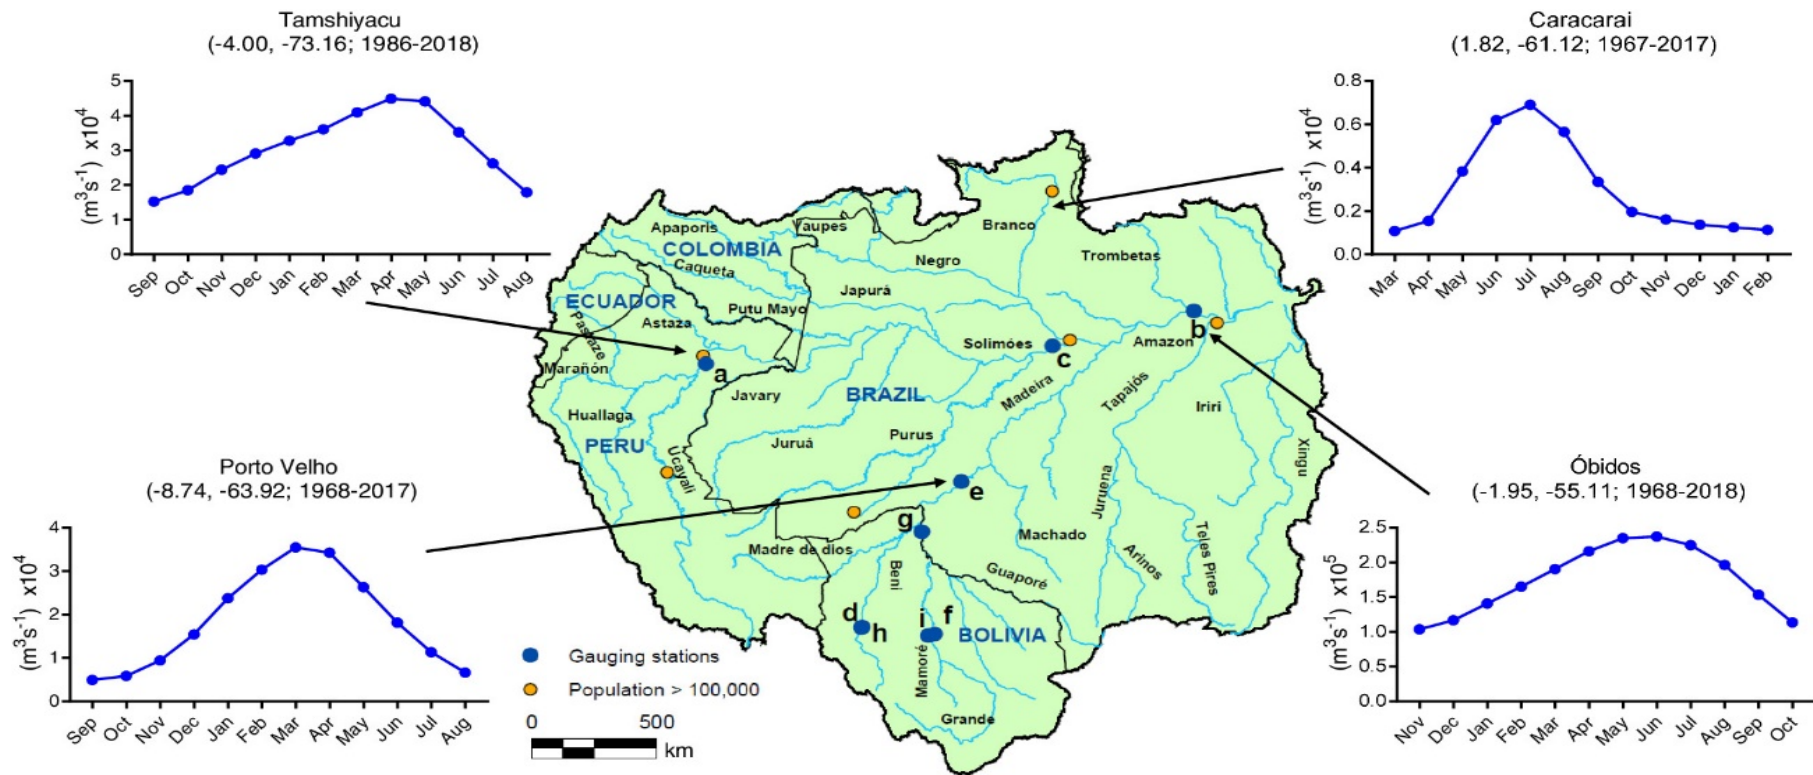 Tamshiyacu
(-4.00, -73.16; 1986-2018)
(m³s⁻¹) x10⁴
5
4
3
2
1
0
Sep
Oct
Nov
Dec
Jan
Feb
Mar
Apr
May
Jun
Jul
Aug
Caracarai
(1.82, -61.12; 1967-2017)
(m³s⁻¹) x10⁴
0.8
0.6
0.4
0.2
0.0
Mar
Apr
May
Jun
Jul
Aug
Sep
Oct
Nov
Dec
Jan
Feb
Apaporis
COLOMBIA
Caqueta
Branco
Negro
Trombetas
Japurá
ECUADOR
Putu Mayo
Astaza
Marañón
a
Solimóes
c
b
Amazon
Javary
BRAZIL
Madeira
Tapajós
Iriri
Huallaga
PERU
Ucayali
Juruá
Purus
Xingu
e
Juruena
g
Machado
Madre de dios
Beni
Guaporé
Arinos
Teles Pires
d
h
i
f
BOLIVIA
Mamoré
Grande
Gauging stations
Population > 100,000
0 500
km
Porto Velho
(-8.74, -63.92; 1968-2017)
(m³s⁻¹) x10⁴
4
3
2
1
0
Sep
Oct
Nov
Dec
Jan
Feb
Mar
Apr
May
Jun
Jul
Aug
Óbidos
(-1.95, -55.11; 1968-2018)
(m³s⁻¹) x10⁵
2.5
2.0
1.5
1.0
0.5
0.0
Nov
Dec
Jan
Feb
Mar
Apr
May
Jun
Jul
Aug
Sep
Oct